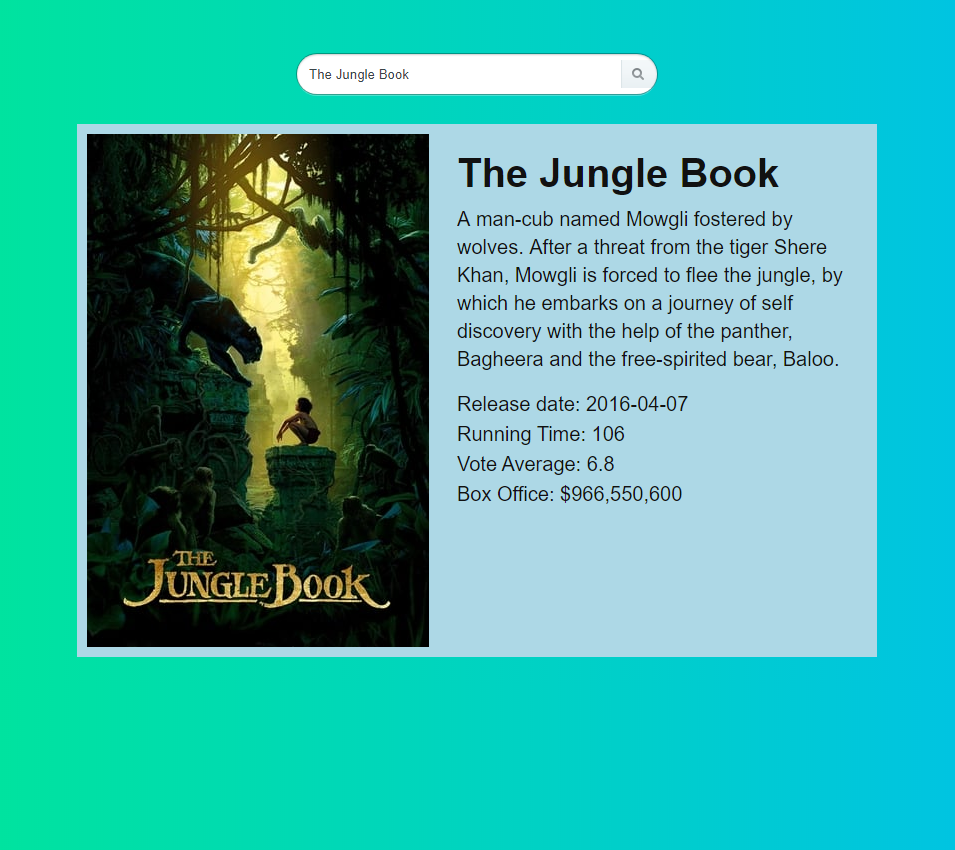 The Jungle Book
The Jungle Book
A man-cub named Mowgli fostered by
wolves. After a threat from the tiger Shere
Khan, Mowgli is forced to flee the jungle, by
which he embarks on a journey of self
discovery with the help of the panther,
Bagheera and the free-spirited bear, Baloo.
Release date: 2016-04-07
Running Time: 106
Vote Average: 6.8
Box Office: $966,550,600
THE
JUNGLE BOOK